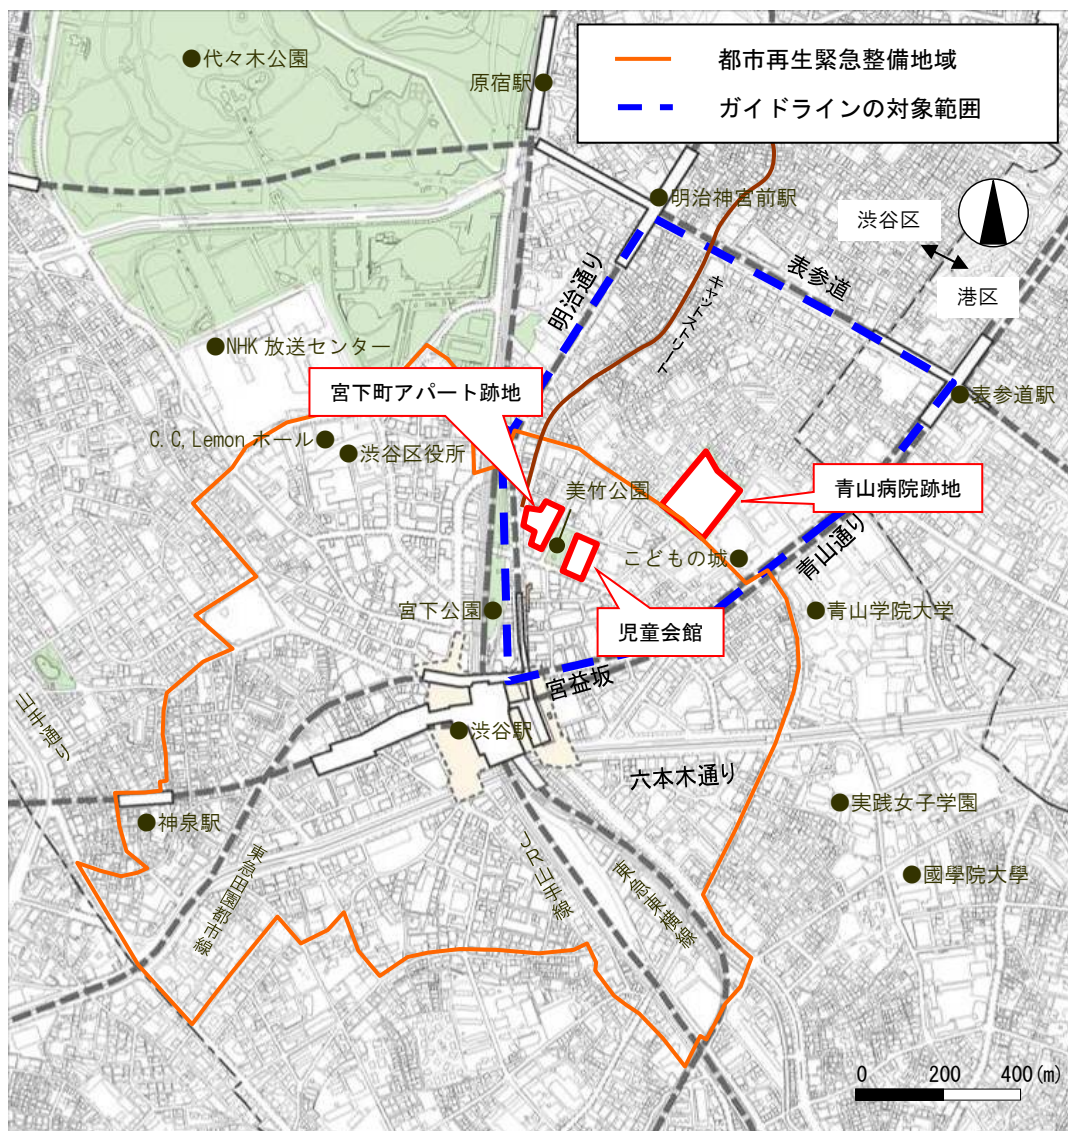 都市再生緊急整備地域
ガイドラインの対象範囲
代々木公園
原宿駅
明治神宮前駅
渋谷区
港区
表参道
明治通り
キャットストリート
NHK 放送センター
宮下町アパート跡地
表参道駅
C.C,Lemon ホール
渋谷区役所
美竹公園
青山病院跡地
青山通り
こどもの城
宮下公園
青山学院大学
児童会館
宮益坂
山手通り
渋谷駅
六本木通り
神泉駅
実践女子学園
東急田園都市線
JR山手線
東急東横線
國學院大學
0 200 400(m)